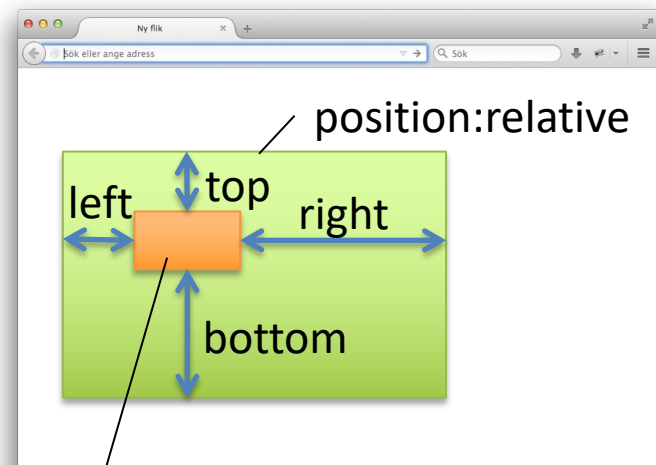 Ny flik
Sök eller ange adress
Sök
position:relative
top
left
right
bottom